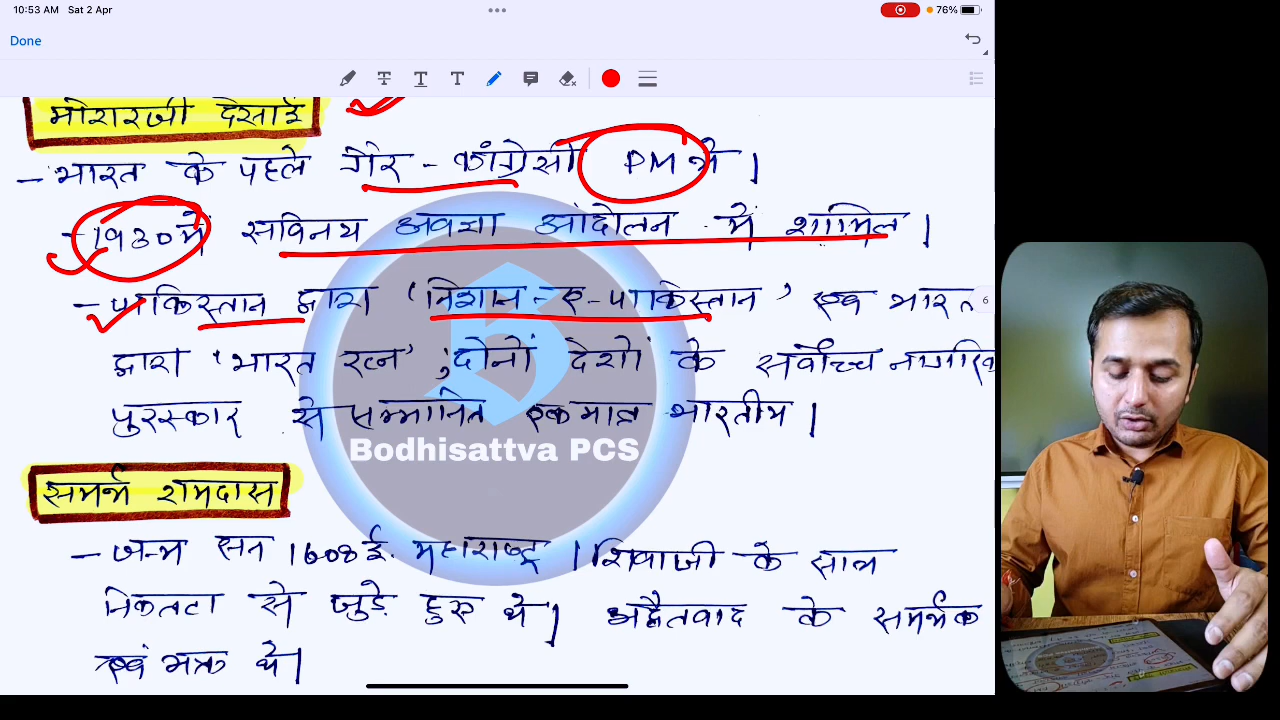 10:53 AM Sat 2 Apr
76%
Done
मोरारजी देसाई
- भारत के पहले गैर - कांग्रेसी PM थे।
- 1930 में सविनय अवज्ञा आंदोलन में शामिल।
- पाकिस्तान द्वारा 'निशान-ए-पाकिस्तान' एवं भारत
6
द्वारा 'भारत रत्न'; दोनों देशों के सर्वोच्च नागरिक
पुरस्कार से सम्मानित एकमात्र भारतीय।
Bodhisattva PCS
समर्थ रामदास
- जन्म सन 1608 ई. महाराष्ट्र। शिवाजी के साथ
निकटता से जुड़े हुए थे। अद्वैतवाद के समर्थक
एवं भक्त थे।